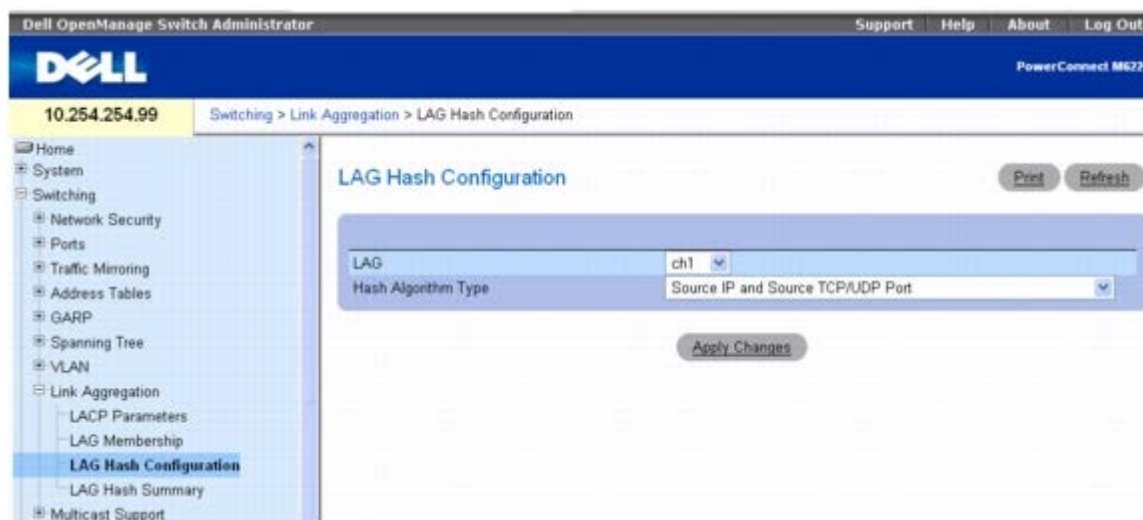 Dell OpenManage Switch Administrator
Support Help About Log Out
DELL
PowerConnect M622
10.254.254.99
Switching > Link Aggregation > LAG Hash Configuration
Home
System
Switching
Network Security
Ports
Traffic Mirroring
Address Tables
GARP
Spanning Tree
VLAN
Link Aggregation
LACP Parameters
LAG Membership
LAG Hash Configuration
LAG Hash Summary
Multicast Support
LAG Hash Configuration
Print Refresh
LAG ch1
Hash Algorithm Type Source IP and Source TCP/UDP Port
Apply Changes